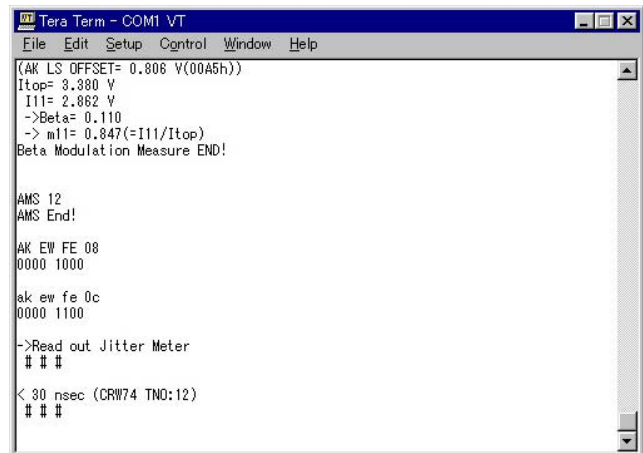 Tera Term - COM1 VT
File Edit Setup Control Window Help
(AK LS OFFSET= 0.806 V(00A5h))
Itop= 3.380 V
I11= 2.862 V
->Beta= 0.110
-> m11= 0.847(=I11/Itop)
Beta Modulation Measure END!
AMS 12
AMS End!
AK EW FE 08
0000 1000
ak ew fe 0c
0000 1100
->Read out Jitter Meter
# # #
< 30 nsec (CRW74 TNO:12)
# # #